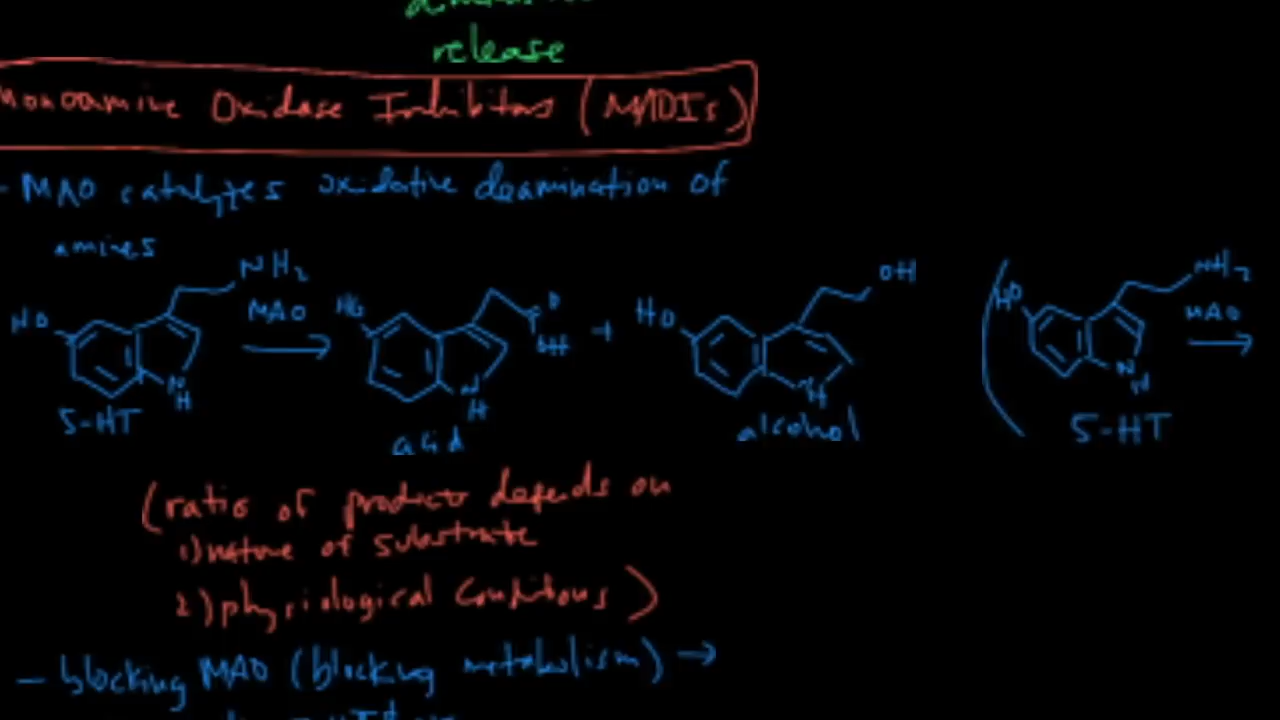 release
Monoamine Oxidase Inhibitors (MAOIs)
- MAO catalyzes oxidative deamination of
amines
NH2
HO
MAO
N
H
5-HT
HO
O
OH
N
H
acid
+
HO
OH
N
H
alcohol
(
HO
NH2
MAO
N
H
5-HT
(ratio of products depends on
1) nature of substrate
2) physiological conditions)
- blocking MAO (blocking metabolism) →